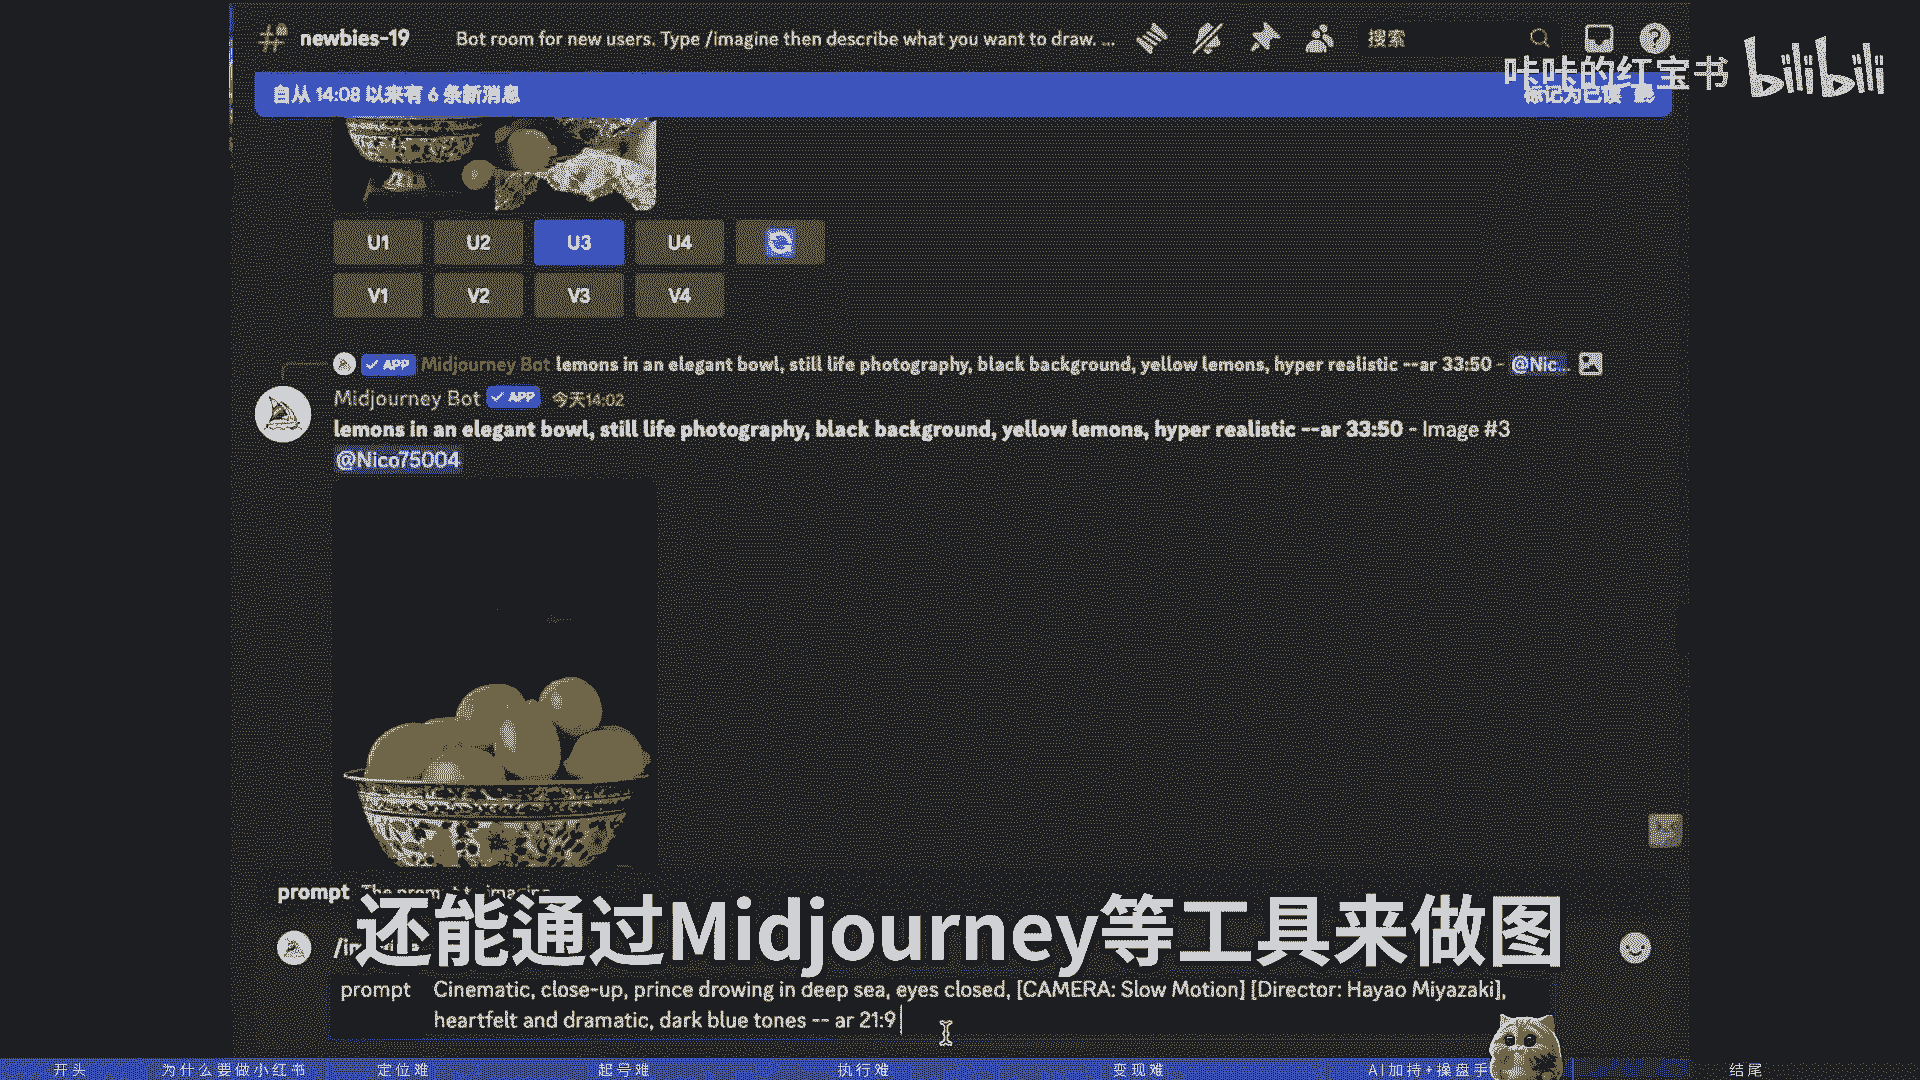 newbies-19 Bot room for new users. Type /imagine then describe what you want to draw. ... 搜索
咔咔的红宝书 bilibili
自从 14:08 以来有 6 条新消息 标记为已读
U1 U2 U3 U4
V1 V2 V3 V4
APP Midjourney Bot lemons in an elegant bowl, still life photography, black background, yellow lemons, hyper realistic --ar 33:50 - @Nic...
Midjourney Bot APP 今天14:02
lemons in an elegant bowl, still life photography, black background, yellow lemons, hyper realistic --ar 33:50 - Image #3
@Nico75004
prompt The prompt to imagine
还能通过Midjourney等工具来做图
prompt Cinematic, close-up, prince drowing in deep sea, eyes closed, [CAMERA: Slow Motion] [Director: Hayao Miyazaki],
heartfelt and dramatic, dark blue tones -- ar 21:9
开头 为什么要做小红书 定位难 起号难 执行难 变现难 AI加持+操盘手 结尾